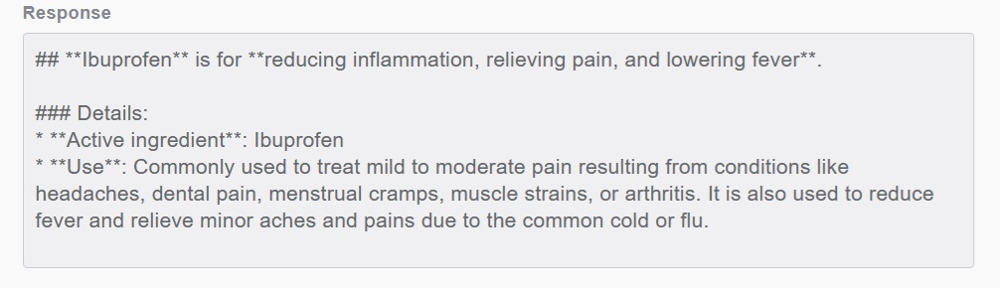 Response
## **Ibuprofen** is for **reducing inflammation, relieving pain, and lowering fever**.
### Details:
* **Active ingredient**: Ibuprofen
* **Use**: Commonly used to treat mild to moderate pain resulting from conditions like
headaches, dental pain, menstrual cramps, muscle strains, or arthritis. It is also used to reduce
fever and relieve minor aches and pains due to the common cold or flu.